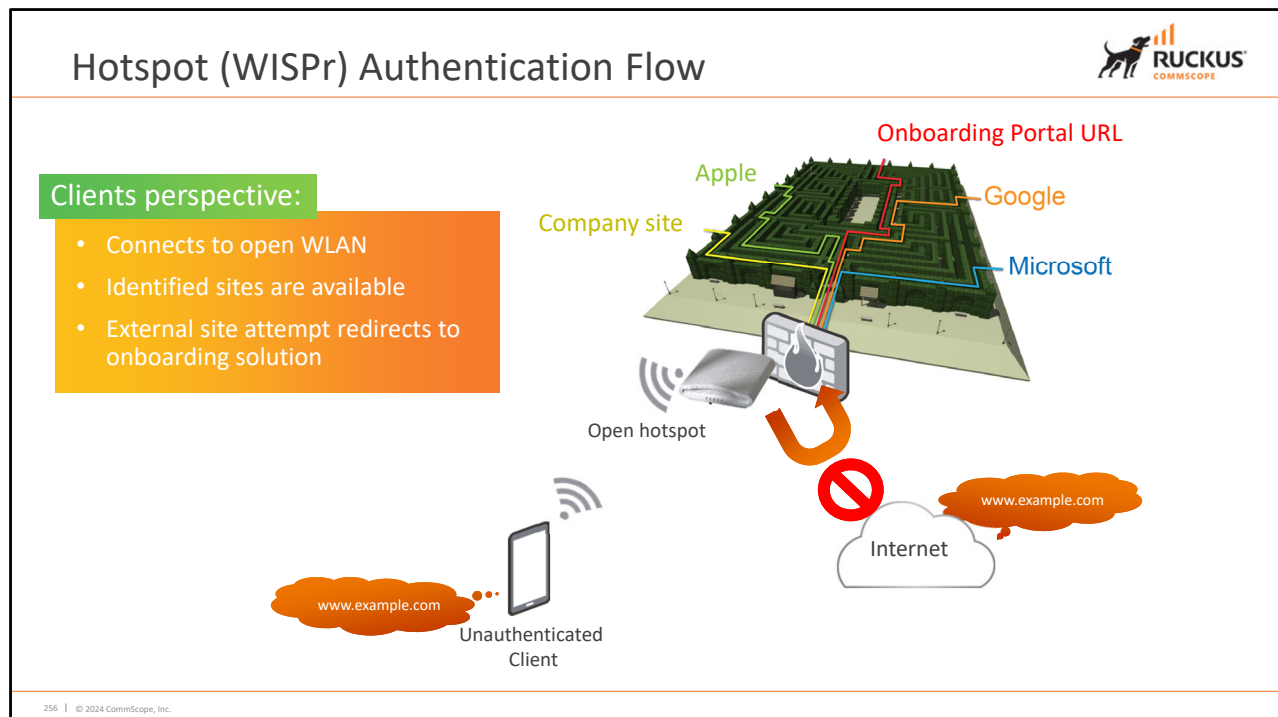 Hotspot (WISPr) Authentication Flow
RUCKUS
COMMSCOPE
Onboarding Portal URL
Apple
Google
Company site
Microsoft
Clients perspective:
• Connects to open WLAN
• Identified sites are available
• External site attempt redirects to
onboarding solution
Open hotspot
www.example.com
Internet
www.example.com
Unauthenticated
Client
256 | © 2024 CommScope, Inc.